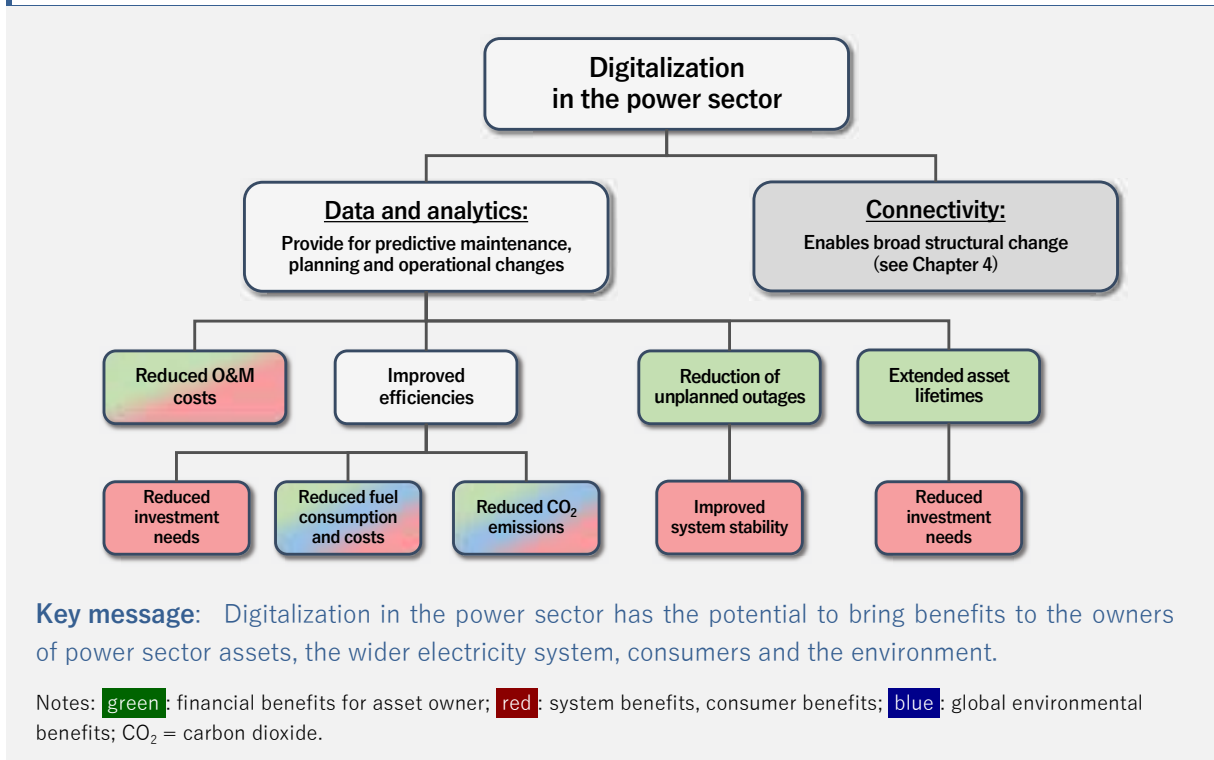 Digitalization
in the power sector
Data and analytics:
Provide for predictive maintenance,
planning and operational changes
Connectivity:
Enables broad structural change
(see Chapter 4)
Reduced O&M
costs
Improved
efficiencies
Reduction of
unplanned outages
Extended asset
lifetimes
Reduced
investment
needs
Reduced fuel
consumption
and costs
Reduced CO₂
emissions
Improved
system stability
Reduced
investment
needs
Key message: Digitalization in the power sector has the potential to bring benefits to the owners
of power sector assets, the wider electricity system, consumers and the environment.
Notes: green: financial benefits for asset owner; red: system benefits, consumer benefits; blue: global environmental
benefits; CO₂ = carbon dioxide.